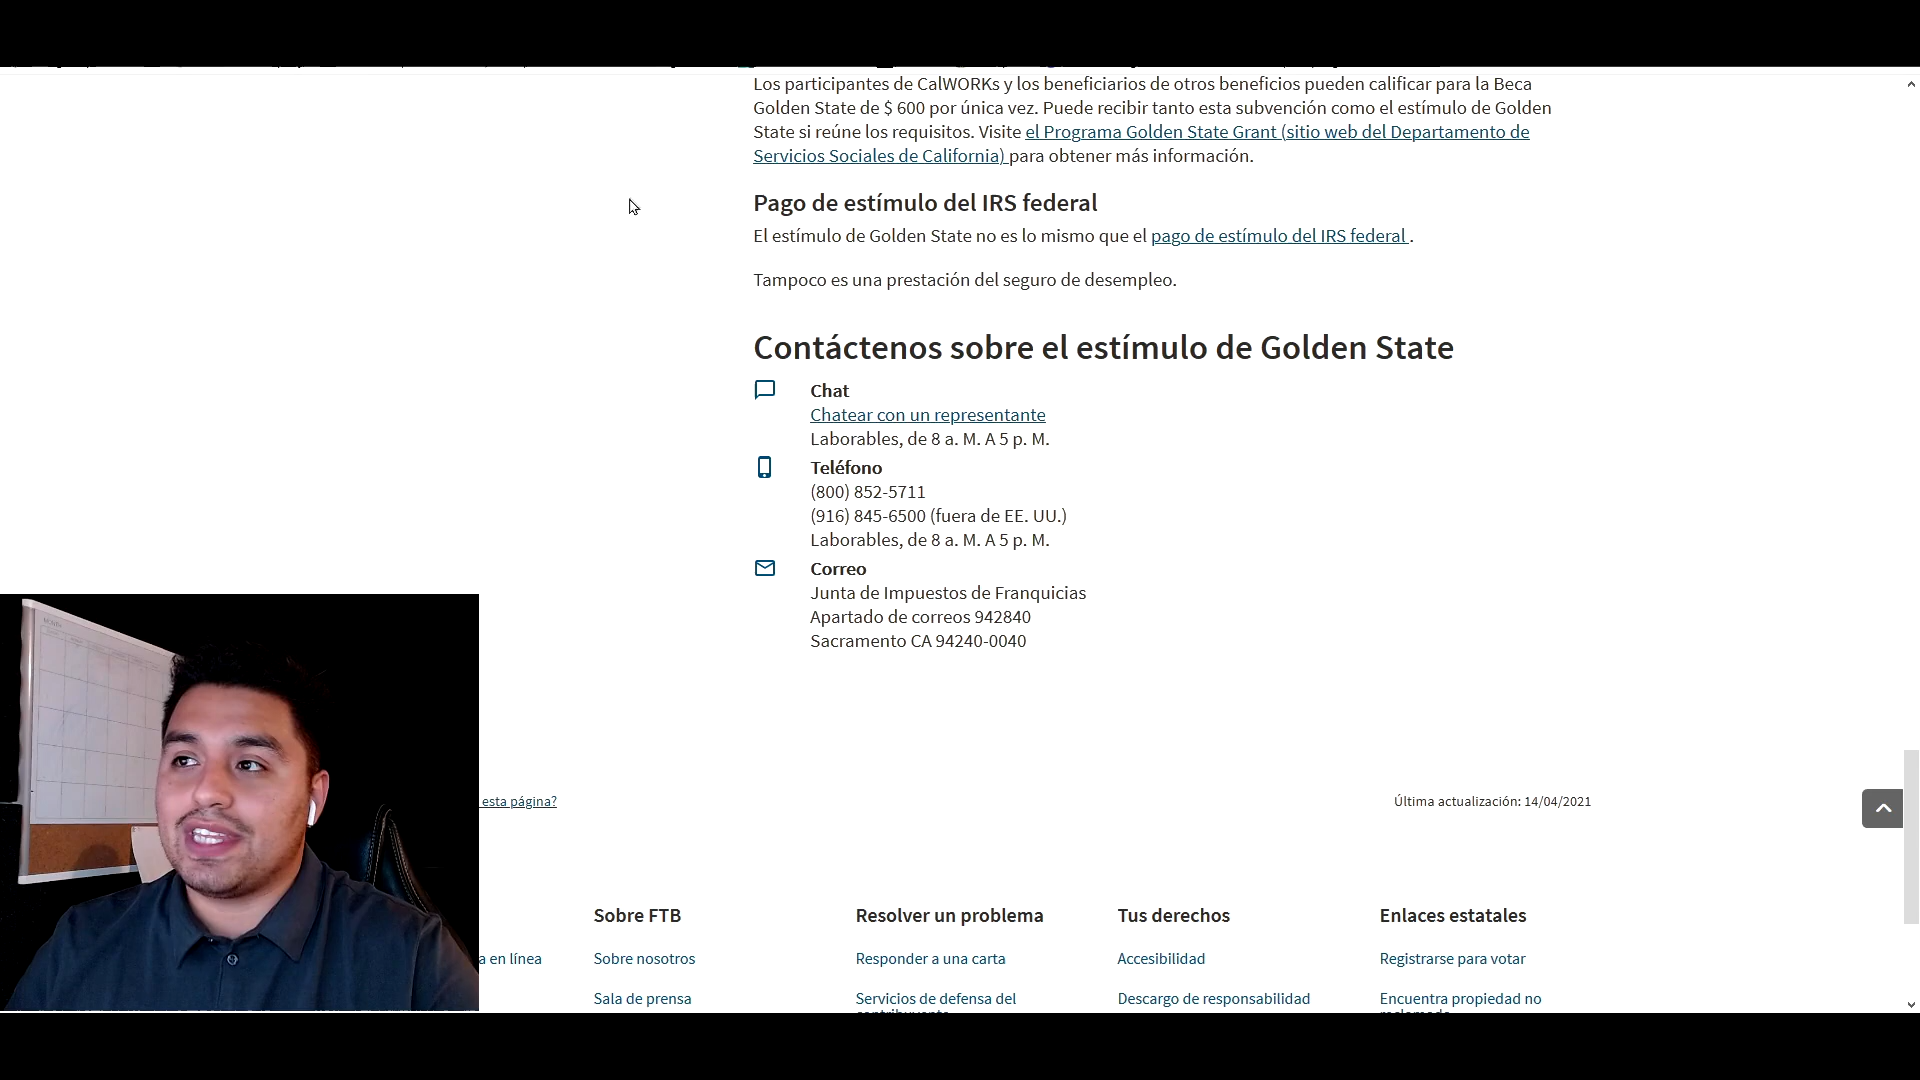 Los participantes de CalWORKs y los beneficiarios de otros beneficios pueden calificar para la Beca
Golden State de $ 600 por única vez. Puede recibir tanto esta subvención como el estímulo de Golden
State si reúne los requisitos. Visite el Programa Golden State Grant (sitio web del Departamento de
Servicios Sociales de California) para obtener más información.
Pago de estímulo del IRS federal
El estímulo de Golden State no es lo mismo que el pago de estímulo del IRS federal .
Tampoco es una prestación del seguro de desempleo.
Contáctenos sobre el estímulo de Golden State
Chat
Chatear con un representante
Laborables, de 8 a. M. A 5 p. M.
Teléfono
(800) 852-5711
(916) 845-6500 (fuera de EE. UU.)
Laborables, de 8 a. M. A 5 p. M.
Correo
Junta de Impuestos de Franquicias
Apartado de correos 942840
Sacramento CA 94240-0040
esta página?
Última actualización: 14/04/2021
Sobre FTB
Resolver un problema
Tus derechos
Enlaces estatales
a en línea
Sobre nosotros
Responder a una carta
Accesibilidad
Registrarse para votar
Sala de prensa
Servicios de defensa del
Descargo de responsabilidad
Encuentra propiedad no